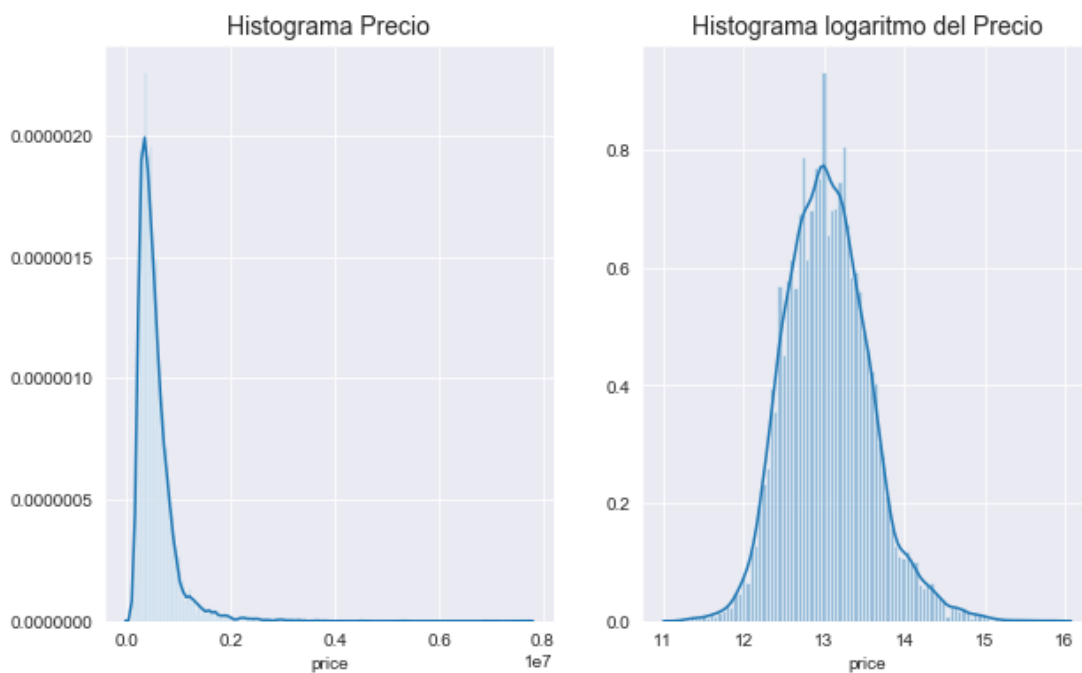 Histograma Precio
0.0000020
0.0000015
0.0000010
0.0000005
0.0000000
0.0 0.2 0.4 0.6 0.8
1e7
price
Histograma logaritmo del Precio
0.8
0.6
0.4
0.2
0.0
11 12 13 14 15 16
price